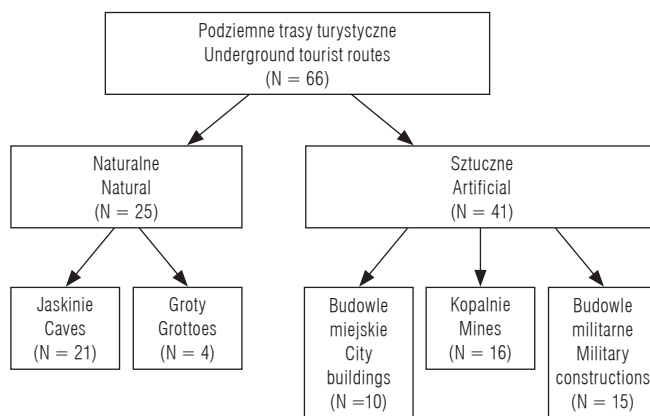 Podziemne trasy turystyczne
Underground tourist routes
(N = 66)
Naturalne
Natural
(N = 25)
Sztuczne
Artificial
(N = 41)
Jaskinie
Caves
(N = 21)
Groty
Grottoes
(N = 4)
Budowle
miejskie
City
buildings
(N =10)
Kopalnie
Mines
(N = 16)
Budowle
militarne
Military
constructions
(N = 15)